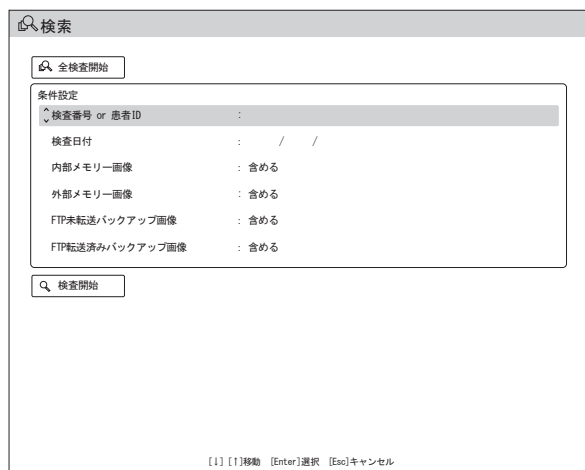 検索
全検査開始
条件設定
検査番号 or 患者ID :
検査日付 : / /
内部メモリー画像 : 含める
外部メモリー画像 : 含める
FTP未転送バックアップ画像 : 含める
FTP転送済みバックアップ画像 : 含める
検査開始
[↓] [↑]移動 [Enter]選択 [Esc]キャンセル